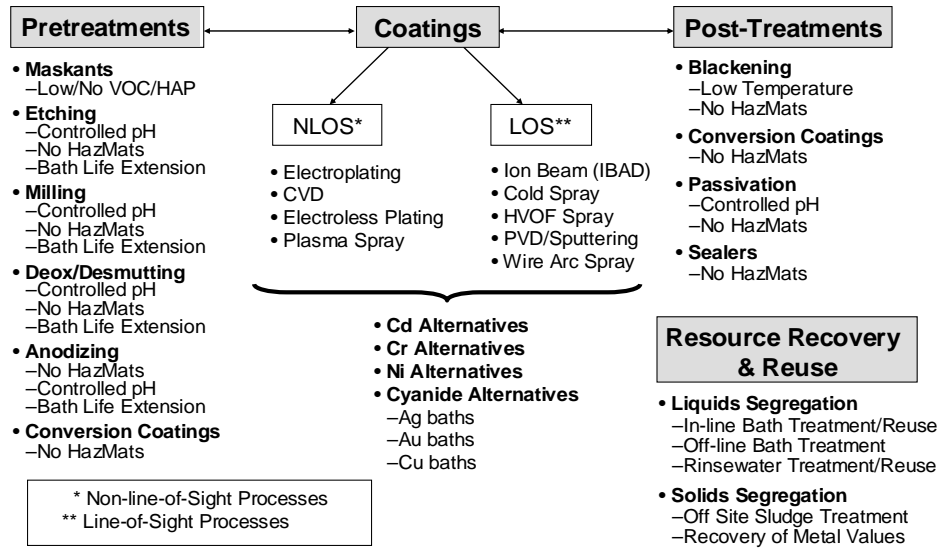 Pretreatments
• Maskants
–Low/No VOC/HAP
• Etching
–Controlled pH
–No HazMats
–Bath Life Extension
• Milling
–Controlled pH
–No HazMats
–Bath Life Extension
• Deox/Desmutting
–Controlled pH
–No HazMats
–Bath Life Extension
• Anodizing
–No HazMats
–Controlled pH
–Bath Life Extension
• Conversion Coatings
–No HazMats
Coatings
NLOS*
• Electroplating
• CVD
• Electroless Plating
• Plasma Spray
LOS**
• Ion Beam (IBAD)
• Cold Spray
• HVOF Spray
• PVD/Sputtering
• Wire Arc Spray
• Cd Alternatives
• Cr Alternatives
• Ni Alternatives
• Cyanide Alternatives
–Ag baths
–Au baths
–Cu baths
Post-Treatments
• Blackening
–Low Temperature
–No HazMats
• Conversion Coatings
–No HazMats
• Passivation
–Controlled pH
–No HazMats
• Sealers
–No HazMats
Resource Recovery
& Reuse
• Liquids Segregation
–In-line Bath Treatment/Reuse
–Off-line Bath Treatment
–Rinsewater Treatment/Reuse
• Solids Segregation
–Off Site Sludge Treatment
–Recovery of Metal Values
* Non-line-of-Sight Processes
** Line-of-Sight Processes